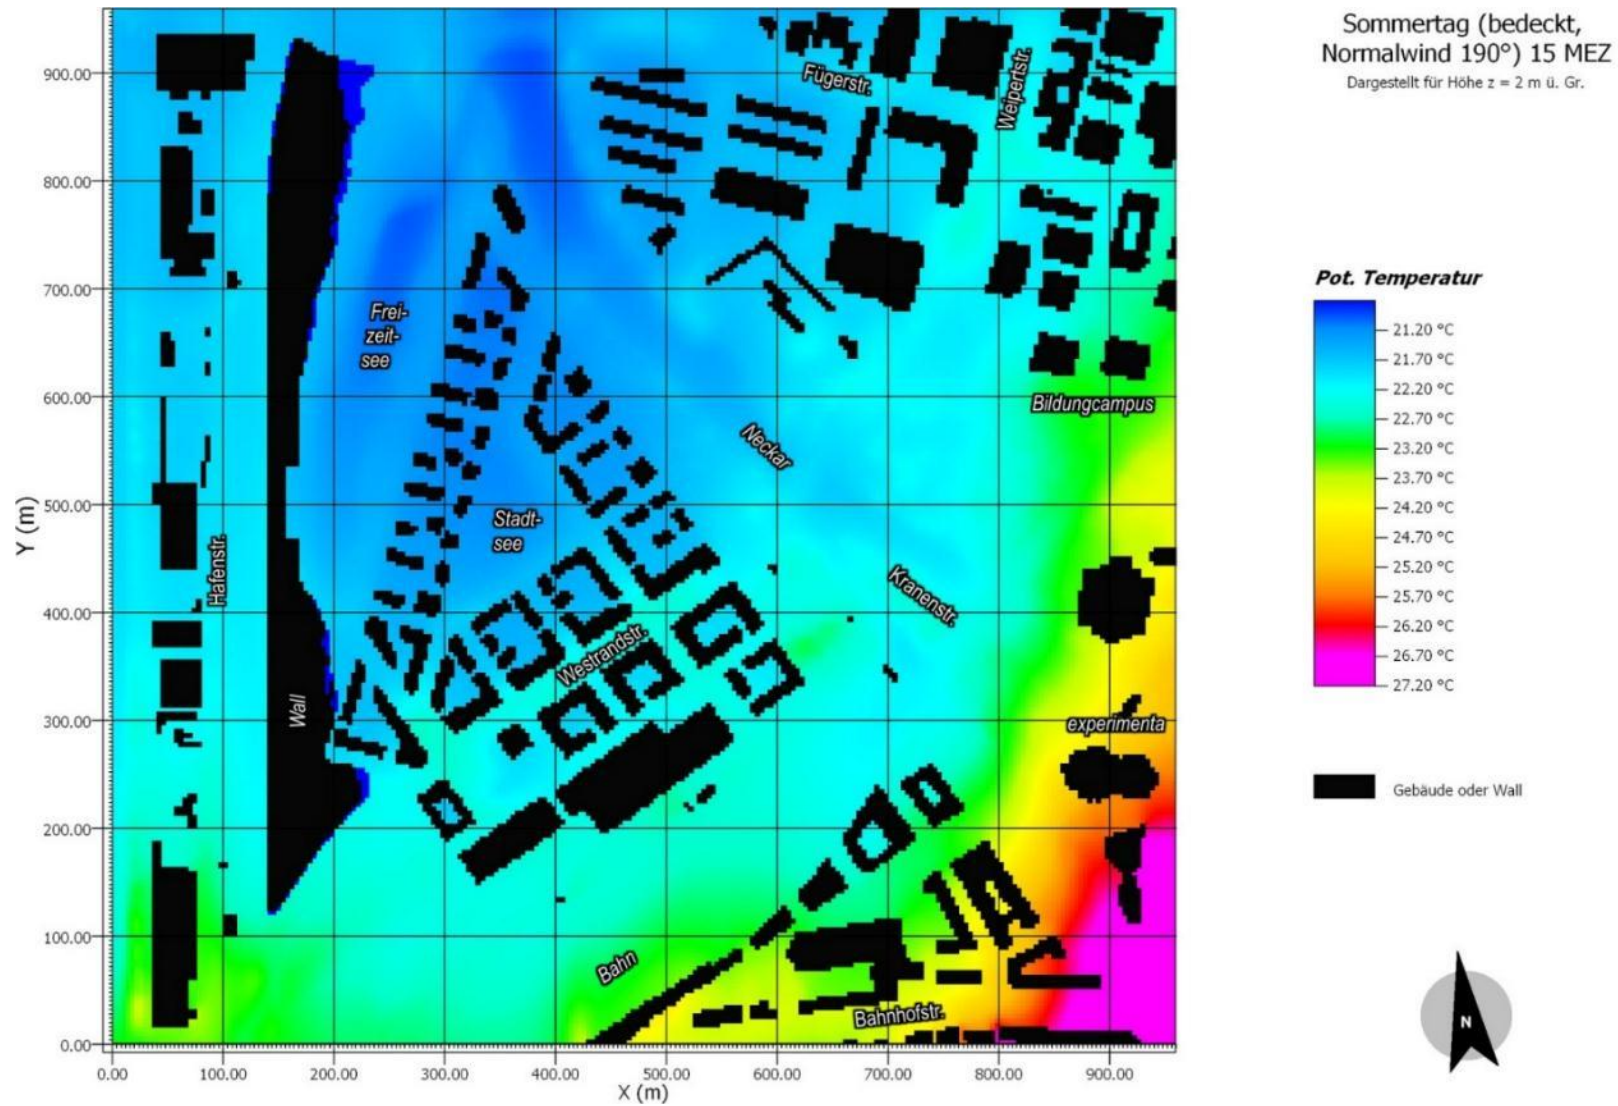 Sommertag (bedeckt,
Normalwind 190°) 15 MEZ
Dargestellt für Höhe z = 2 m ü. Gr.
Pot. Temperatur
21.20 °C
21.70 °C
22.20 °C
22.70 °C
23.20 °C
23.70 °C
24.20 °C
24.70 °C
25.20 °C
25.70 °C
26.20 °C
26.70 °C
27.20 °C
Gebäude oder Wall
N
Y (m)
900.00
800.00
700.00
600.00
500.00
400.00
300.00
200.00
100.00
0.00
0.00 100.00 200.00 300.00 400.00 500.00 600.00 700.00 800.00 900.00
X (m)
Fügerstr.
Weipertstr.
Frei-
zeit-
see
Bildungcampus
Neckar
Stadt-
see
Hafenstr.
Kranenstr.
Westrandstr.
Wall
experimenta
Bahn
Bahnhofstr.